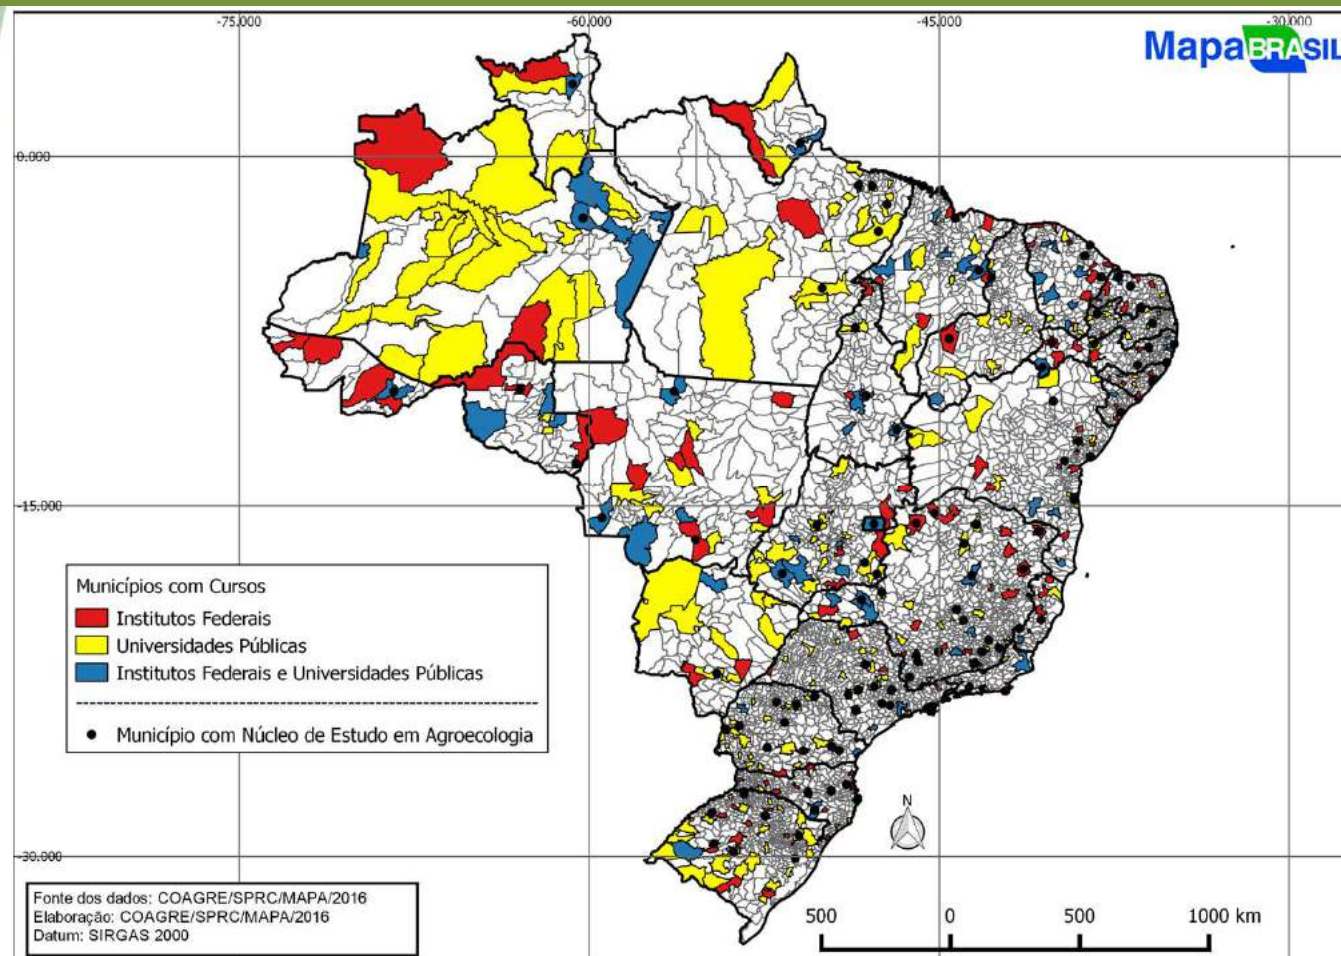 -75.000
-60.000
-45.000
-30.000
MapaBRASIL
0.000
-15.000
Municípios com Cursos
Institutos Federais
Universidades Públicas
Institutos Federais e Universidades Públicas
Município com Núcleo de Estudo em Agroecologia
N
-30.000
Fonte dos dados: COAGRE/SPRC/MAPA/2016
Elaboração: COAGRE/SPRC/MAPA/2016
Datum: SIRGAS 2000
500
0
500
1000 km